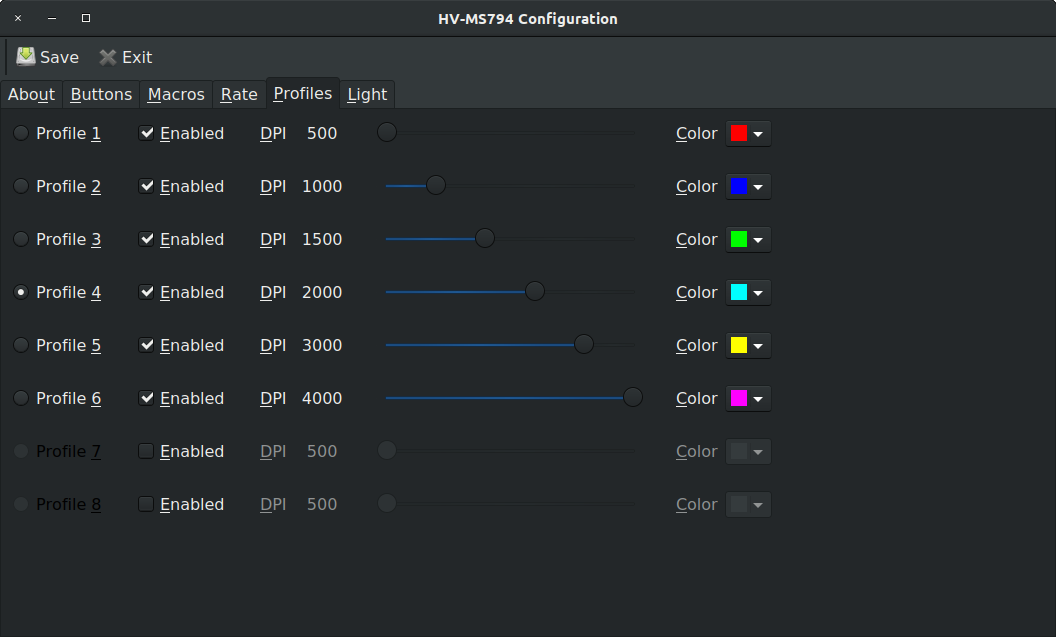 HV-MS794 Configuration
Save Exit
About Buttons Macros Rate Profiles Light
Profile 1 Enabled DPI 500 Color
Profile 2 Enabled DPI 1000 Color
Profile 3 Enabled DPI 1500 Color
Profile 4 Enabled DPI 2000 Color
Profile 5 Enabled DPI 3000 Color
Profile 6 Enabled DPI 4000 Color
Profile 7 Enabled DPI 500 Color
Profile 8 Enabled DPI 500 Color